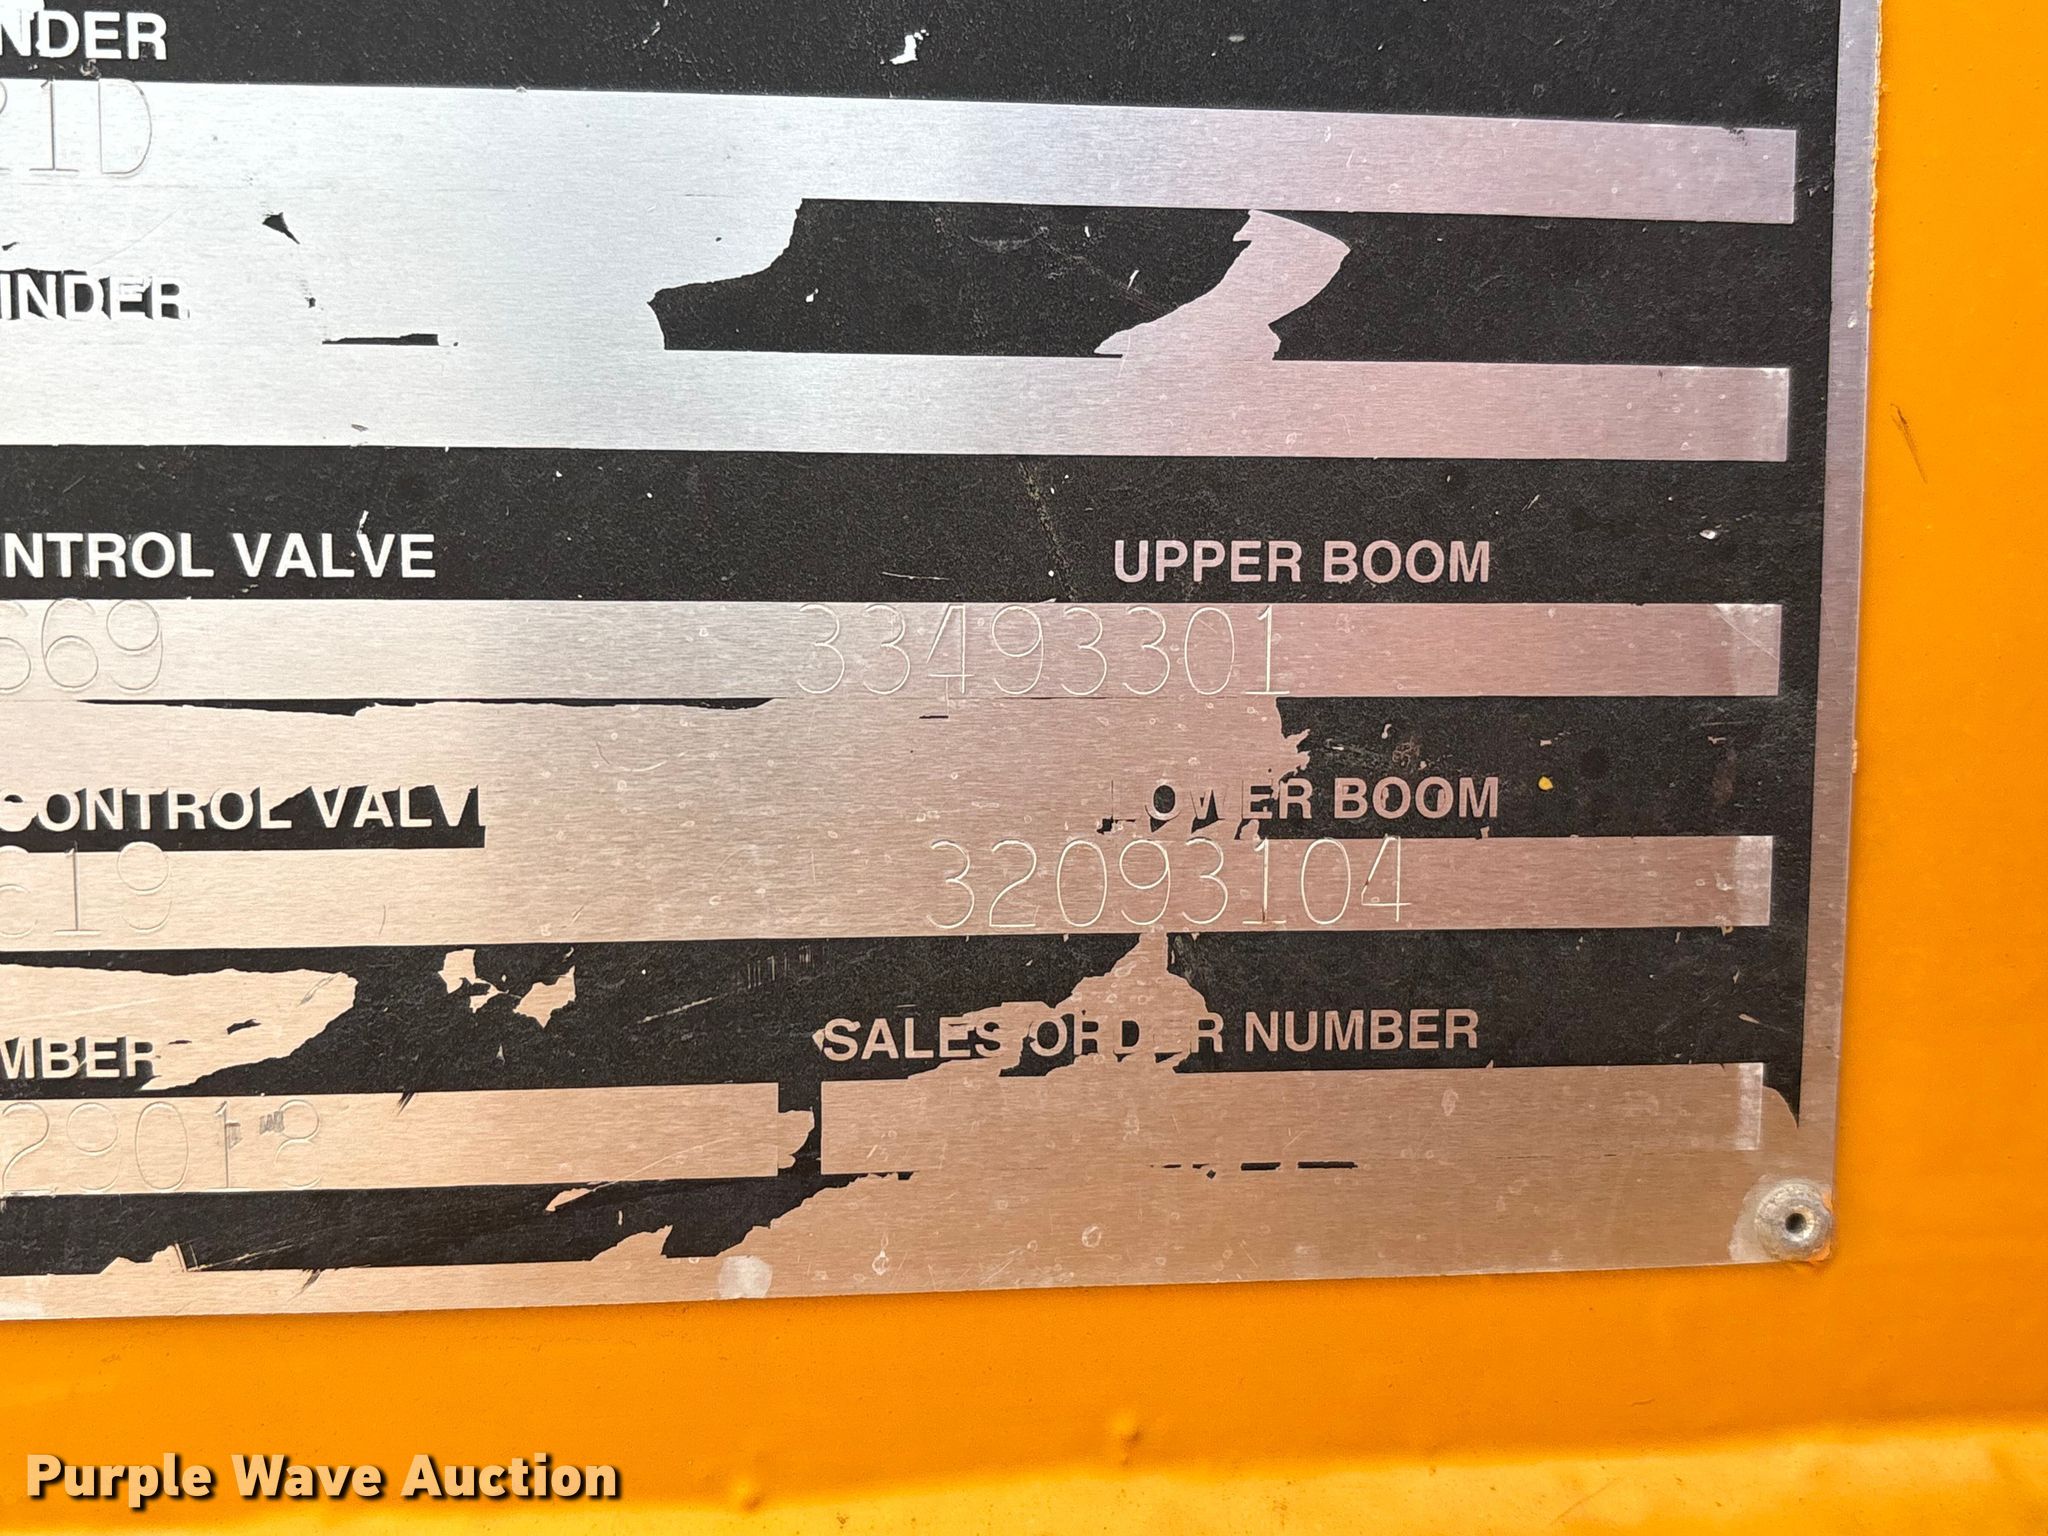 NDER
21D
INDER
NTROL VALVE UPPER BOOM
669 33493301
CONTROL VALV LOWER BOOM
619 32093104
MBER SALES ORDER NUMBER
29018
Purple Wave Auction